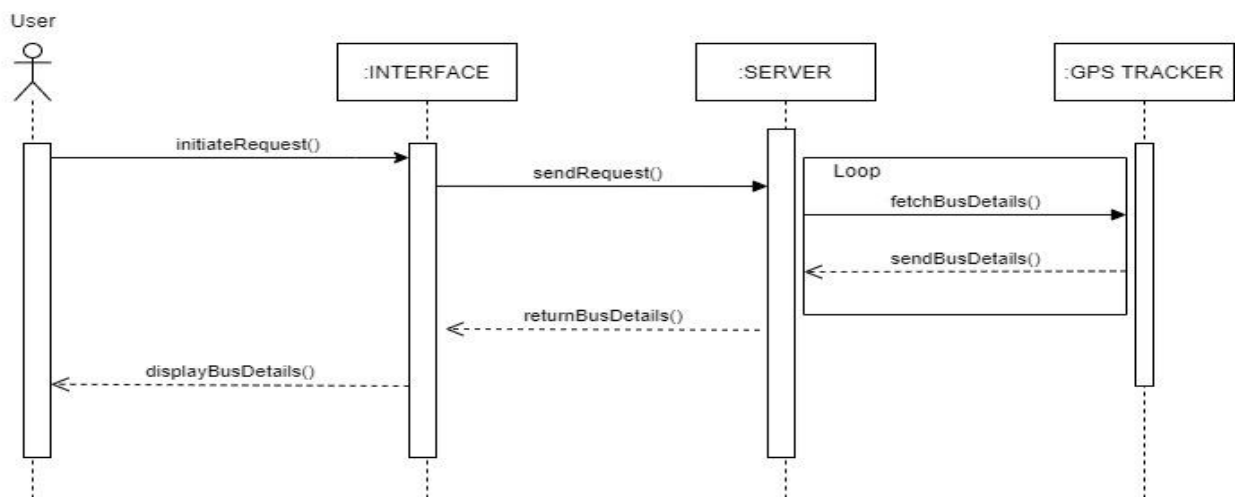 User
:INTERFACE
:SERVER
:GPS TRACKER
initiateRequest()
sendRequest()
Loop
fetchBusDetails()
sendBusDetails()
returnBusDetails()
displayBusDetails()